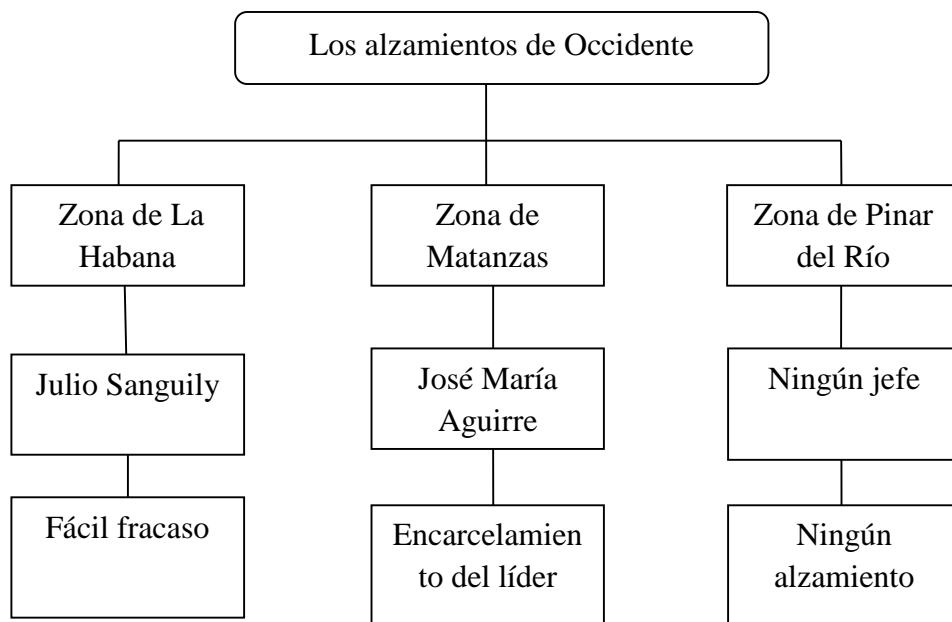 Los alzamientos de Occidente
Zona de La
Habana
Zona de
Matanzas
Zona de Pinar
del Río
Julio Sanguily
José María
Aguirre
Ningún jefe
Fácil fracaso
Encarcelamien
to del líder
Ningún
alzamiento